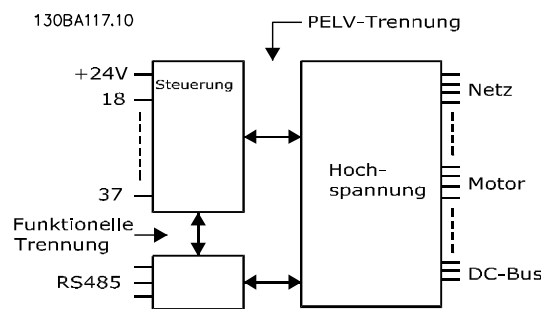 130BA117.10
PELV-Trennung
+24V
18
37
Steuerung
Hoch-
spannung
Netz
Motor
DC-Bus
Funktionelle
Trennung
RS485